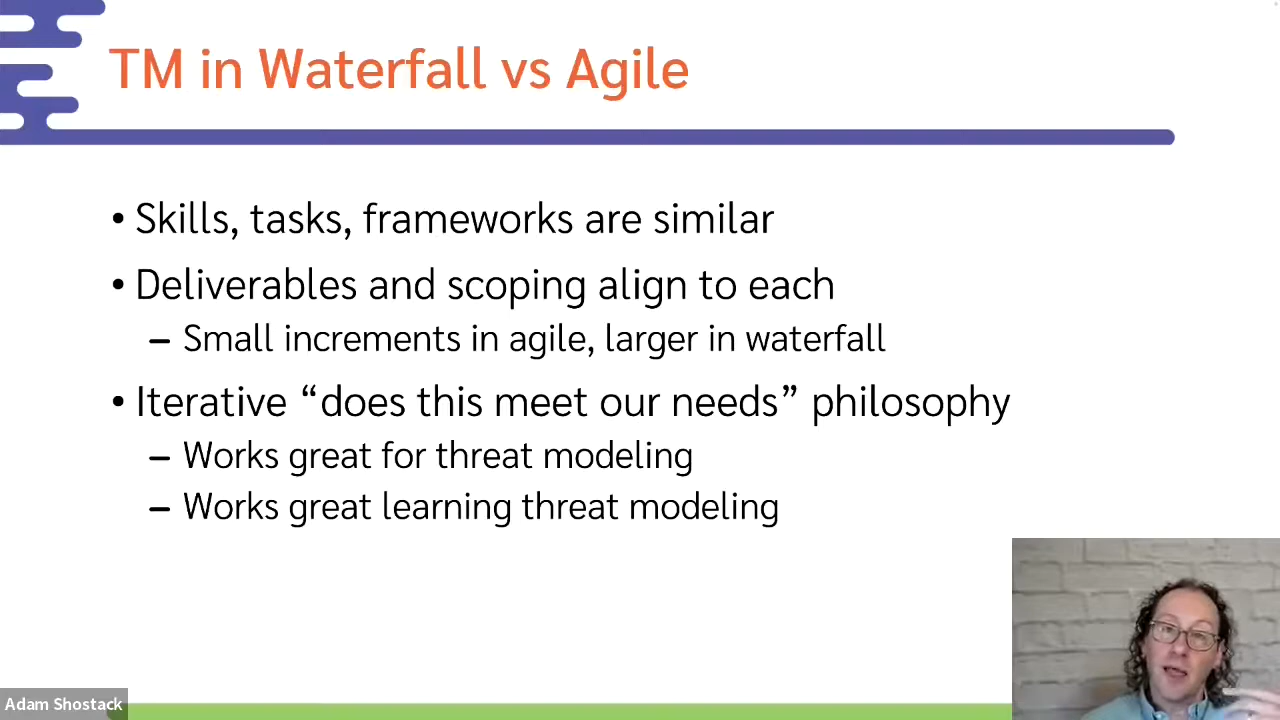 TM in Waterfall vs Agile
• Skills, tasks, frameworks are similar
• Deliverables and scoping align to each
– Small increments in agile, larger in waterfall
• Iterative “does this meet our needs” philosophy
– Works great for threat modeling
– Works great learning threat modeling
Adam Shostack